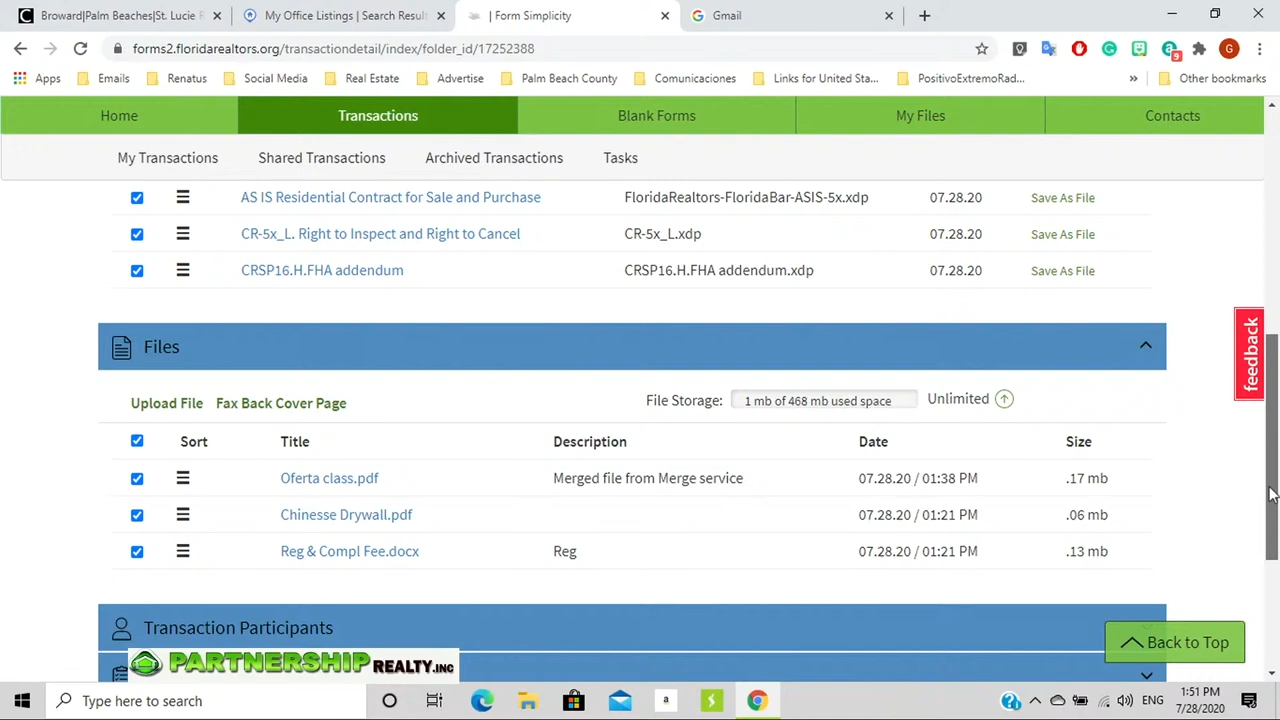 Broward|Palm Beaches|St. Lucie R
My Office Listings | Search Result
| Form Simplicity
Gmail
forms2.floridarealtors.org/transactiondetail/index/folder_id/17252388
9
G
Apps
Emails
Renatus
Social Media
Real Estate
Advertise
Palm Beach County
Comunicaciones
Links for United Sta...
PositivoExtremoRad...
Other bookmarks
Home
Transactions
Blank Forms
My Files
Contacts
My Transactions
Shared Transactions
Archived Transactions
Tasks
AS IS Residential Contract for Sale and Purchase FloridaRealtors-FloridaBar-ASIS-5x.xdp 07.28.20 Save As File
CR-5x_L. Right to Inspect and Right to Cancel CR-5x_L.xdp 07.28.20 Save As File
CRSP16.H.FHA addendum CRSP16.H.FHA addendum.xdp 07.28.20 Save As File
feedback
Files
Upload File Fax Back Cover Page File Storage: 1 mb of 468 mb used space Unlimited
Sort Title Description Date Size
Oferta class.pdf Merged file from Merge service 07.28.20 / 01:38 PM .17 mb
Chinesse Drywall.pdf 07.28.20 / 01:21 PM .06 mb
Reg & Compl Fee.docx Reg 07.28.20 / 01:21 PM .13 mb
Transaction Participants
Back to Top
PARTNERSHIP REALTY.INC
Type here to search
a
ENG
1:51 PM
7/28/2020